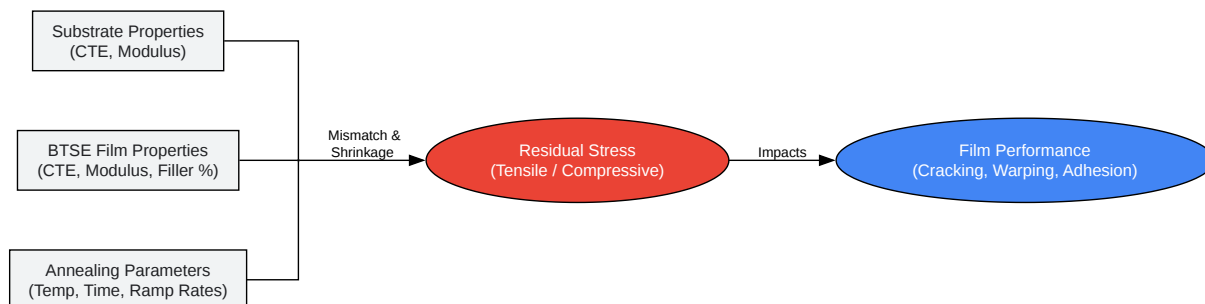 Substrate Properties
(CTE, Modulus)
BTSE Film Properties
(CTE, Modulus, Filler %)
Annealing Parameters
(Temp, Time, Ramp Rates)
Mismatch &
Shrinkage
Residual Stress
(Tensile / Compressive)
Impacts
Film Performance
(Cracking, Warping, Adhesion)